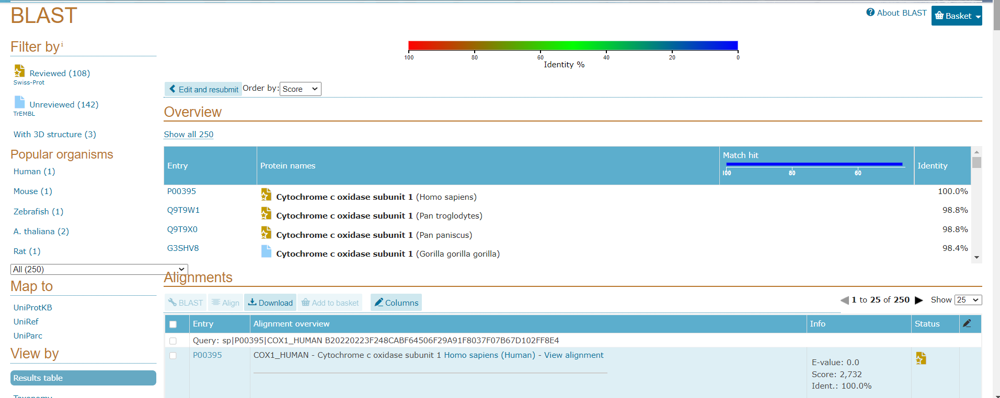 BLAST
About BLAST
Basket
Filter by i
100 80 60 40 20 0
Identity %
Reviewed (108)
Swiss-Prot
Unreviewed (142)
TrEMBL
With 3D structure (3)
Popular organisms
Human (1)
Mouse (1)
Zebrafish (1)
A. thaliana (2)
Rat (1)
All (250)
Map to
UniProtKB
UniRef
UniParc
View by
Results table
Taxonomy
Edit and resubmit Order by: Score
Overview
Show all 250
Entry Protein names Match hit Identity
100 80 60
P00395 Cytochrome c oxidase subunit 1 (Homo sapiens) 100.0%
Q9T9W1 Cytochrome c oxidase subunit 1 (Pan troglodytes) 98.8%
Q9T9X0 Cytochrome c oxidase subunit 1 (Pan paniscus) 98.8%
G3SHV8 Cytochrome c oxidase subunit 1 (Gorilla gorilla gorilla) 98.4%
Alignments
BLAST Align Download Add to basket Columns 1 to 25 of 250 Show 25
Entry Alignment overview Info Status
Query: sp|P00395|COX1_HUMAN B20220223F248CABF64506F29A91F8037F07B67D102FF8E4
P00395 COX1_HUMAN - Cytochrome c oxidase subunit 1 Homo sapiens (Human) - View alignment
E-value: 0.0
Score: 2,732
Ident.: 100.0%